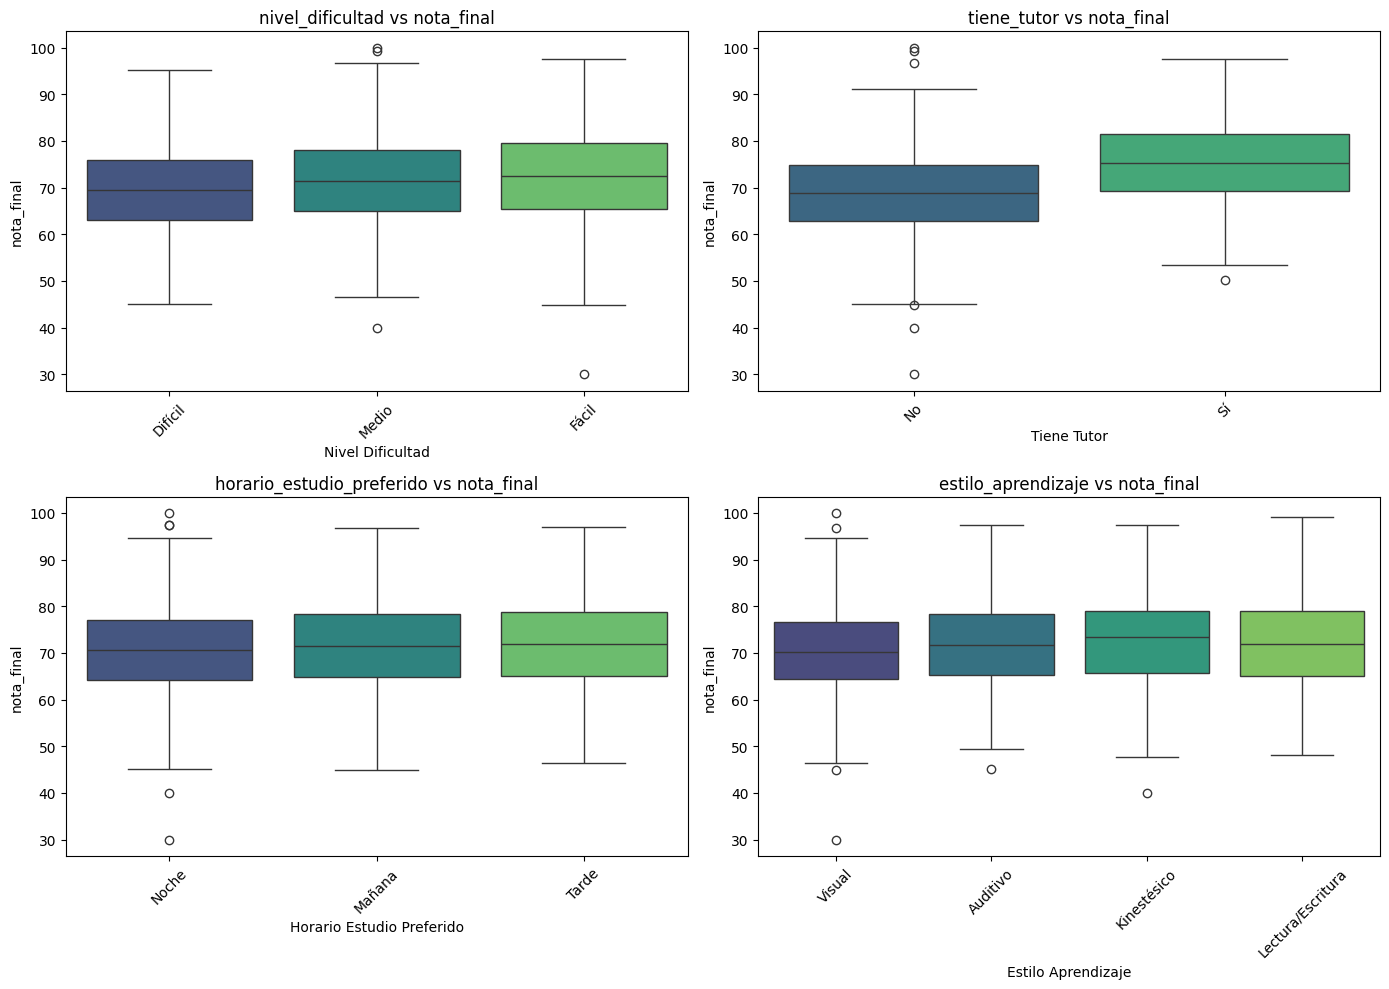 nivel_dificultad vs nota_final
nota_final
100
90
80
70
60
50
40
30
Difícil
Medio
Fácil
Nivel Dificultad
tiene_tutor vs nota_final
nota_final
100
90
80
70
60
50
40
30
No
Sí
Tiene Tutor
horario_estudio_preferido vs nota_final
nota_final
100
90
80
70
60
50
40
30
Noche
Mañana
Tarde
Horario Estudio Preferido
estilo_aprendizaje vs nota_final
nota_final
100
90
80
70
60
50
40
30
Visual
Auditivo
Kinestésico
Lectura/Escritura
Estilo Aprendizaje